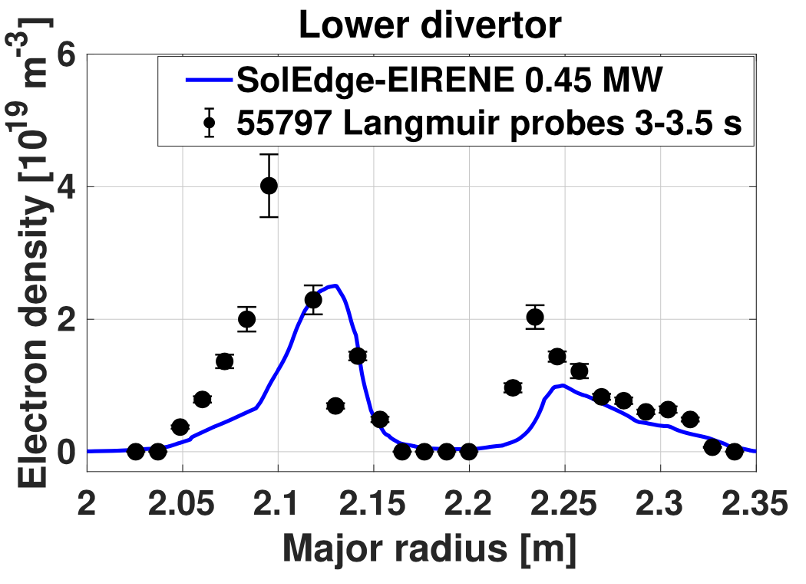 Lower divertor
Electron density [10^19 m^-3]
6
4
2
0
SolEdge-EIRENE 0.45 MW
55797 Langmuir probes 3-3.5 s
2 2.05 2.1 2.15 2.2 2.25 2.3 2.35
Major radius [m]